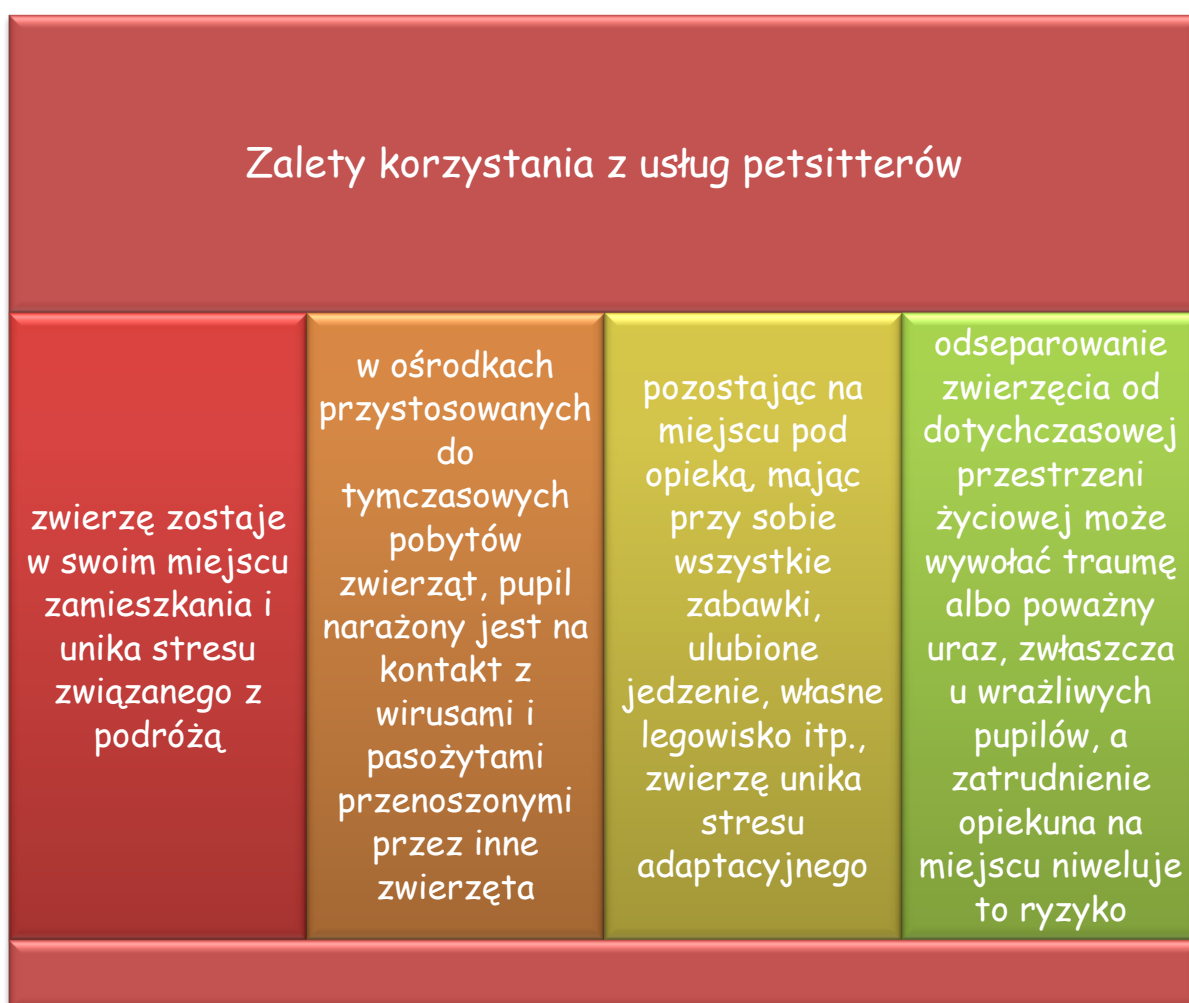 Zalety korzystania z usług petsitterów
zwierzę zostaje
w swoim miejscu
zamieszkania i
unika stresu
związanego z
podróżą
w ośrodkach
przystosowanych
do
tymczasowych
pobytów
zwierząt, pupil
narażony jest na
kontakt z
wirusami i
pasożytami
przenoszonymi
przez inne
zwierzęta
pozostając na
miejscu pod
opieką, mając
przy sobie
wszystkie
zabawki,
ulubione
jedzenie, własne
legowisko itp.,
zwierzę unika
stresu
adaptacyjnego
odseparowanie
zwierzęcia od
dotychczasowej
przestrzeni
życiowej może
wywołać traumę
albo poważny
uraz, zwłaszcza
u wrażliwych
pupilów, a
zatrudnienie
opiekuna na
miejscu niweluje
to ryzyko